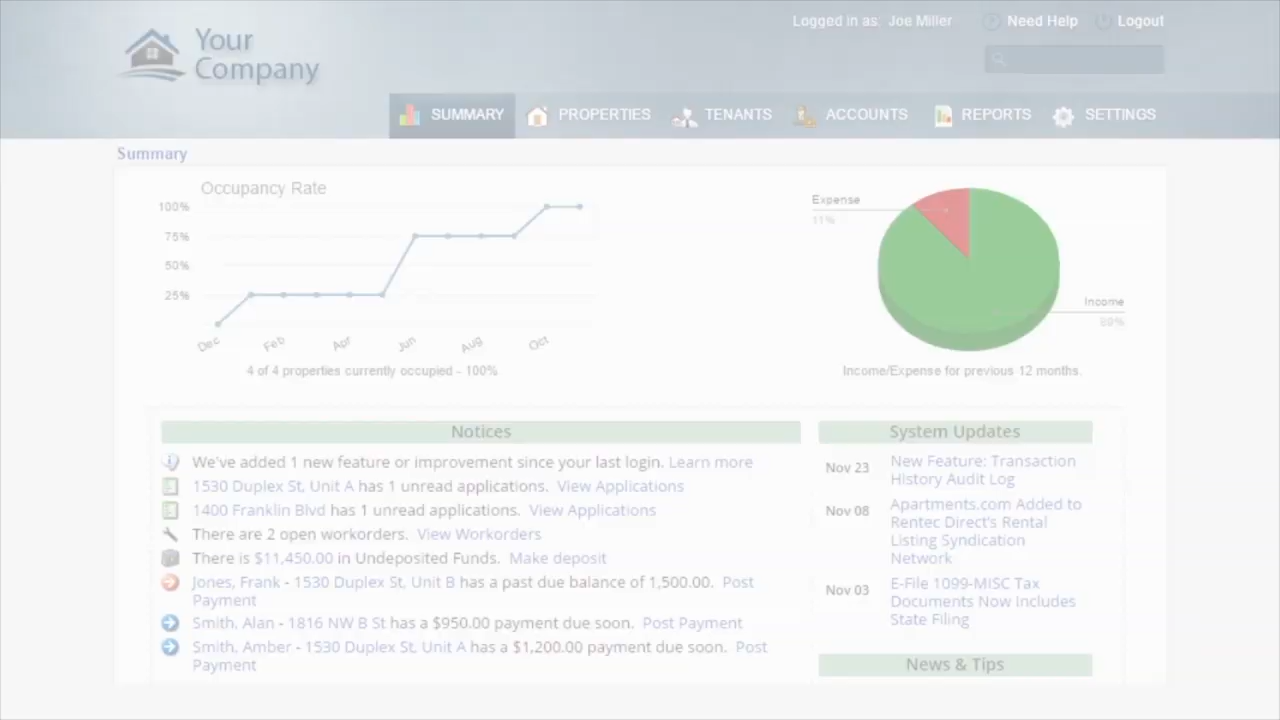 Your
Company
Logged in as: Joe Miller
Need Help
Logout
SUMMARY
PROPERTIES
TENANTS
ACCOUNTS
REPORTS
SETTINGS
Summary
Occupancy Rate
100%
75%
50%
25%
Dec
Feb
Apr
Jun
Aug
Oct
4 of 4 properties currently occupied - 100%
Expense
11%
Income
89%
Income/Expense for previous 12 months.
Notices
We've added 1 new feature or improvement since your last login. Learn more
1530 Duplex St, Unit A has 1 unread applications. View Applications
1400 Franklin Blvd has 1 unread applications. View Applications
There are 2 open workorders. View Workorders
There is $11,450.00 in Undeposited Funds. Make deposit
Jones, Frank - 1530 Duplex St, Unit B has a past due balance of 1,500.00. Post
Payment
Smith, Alan - 1816 NW B St has a $950.00 payment due soon. Post Payment
Smith, Amber - 1530 Duplex St, Unit A has a $1,200.00 payment due soon. Post
Payment
System Updates
Nov 23
New Feature: Transaction
History Audit Log
Nov 08
Apartments.com Added to
Rentec Direct's Rental
Listing Syndication
Network
Nov 03
E-File 1099-MISC Tax
Documents Now Includes
State Filing
News & Tips